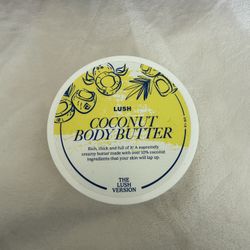 LUSH
COCONUT
BODY BUTTER
Rich, thick and full of it! A supremely
creamy butter made with over 50% coconut
ingredients that your skin will lap up.
THE
LUSH
VERSION